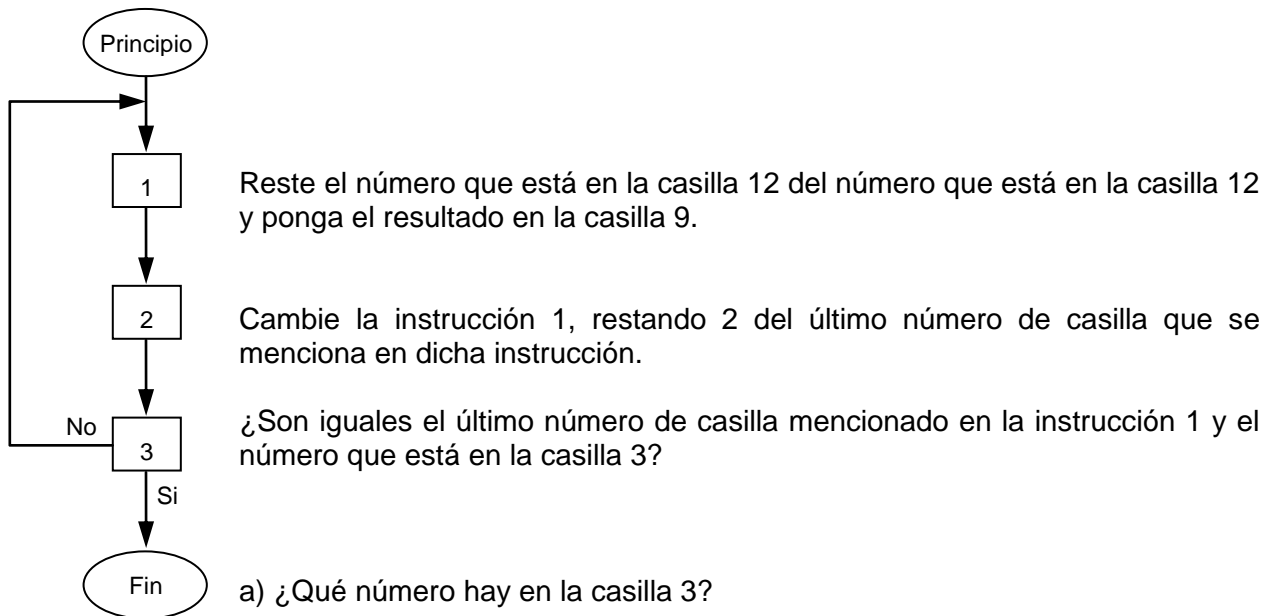 Principio
1
Reste el número que está en la casilla 12 del número que está en la casilla 12
y ponga el resultado en la casilla 9.
2
Cambie la instrucción 1, restando 2 del último número de casilla que se
menciona en dicha instrucción.
No
3
¿Son iguales el último número de casilla mencionado en la instrucción 1 y el
número que está en la casilla 3?
Si
Fin
a) ¿Qué número hay en la casilla 3?